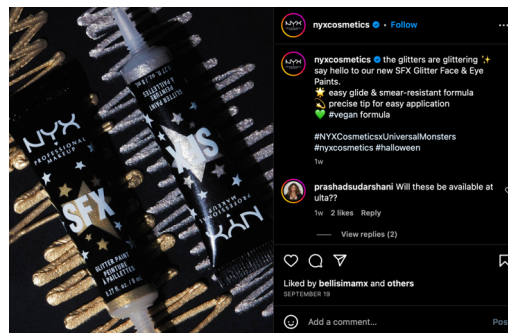 NYX
PROFESSIONAL MAKEUP
SFX
GLITTER PAINT
PEINTURE
À PAILLETTES
0.27 fl oz / 8 ml
GLITTER PAINT
PEINTURE
À PAILLETTES
SFX
NYX
PROFESSIONAL
MAKEUP
nyxcosmetics • Follow
nyxcosmetics the glitters are glittering ✨
say hello to our new SFX Glitter Face & Eye
Paints.
🌟 easy glide & smear-resistant formula
💫 precise tip for easy application
💚 #vegan formula
#NYXCosmeticsxUniversalMonsters
#nyxcosmetics #halloween
1w
prashadsudarshani Will these be available at
ulta??
1w 2 likes Reply
View replies (2)
Liked by bellisimamx and others
SEPTEMBER 19
Add a comment...
Pos